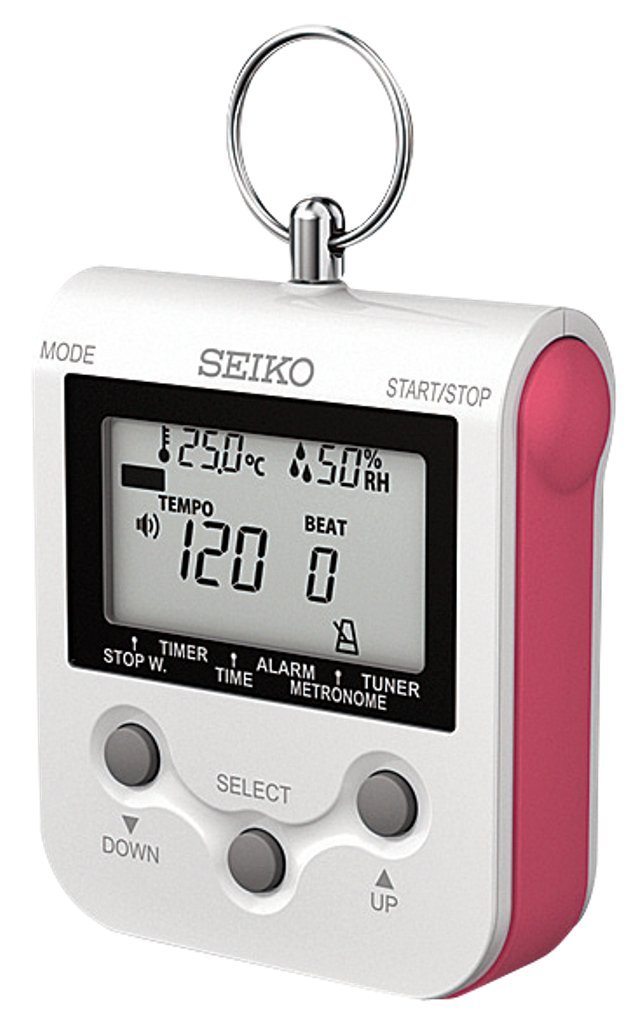 MODE
SEIKO
START/STOP
25.0°C
50%RH
TEMPO
BEAT
120
0
STOP W.
TIMER
TIME
ALARM
METRONOME
TUNER
SELECT
DOWN
UP